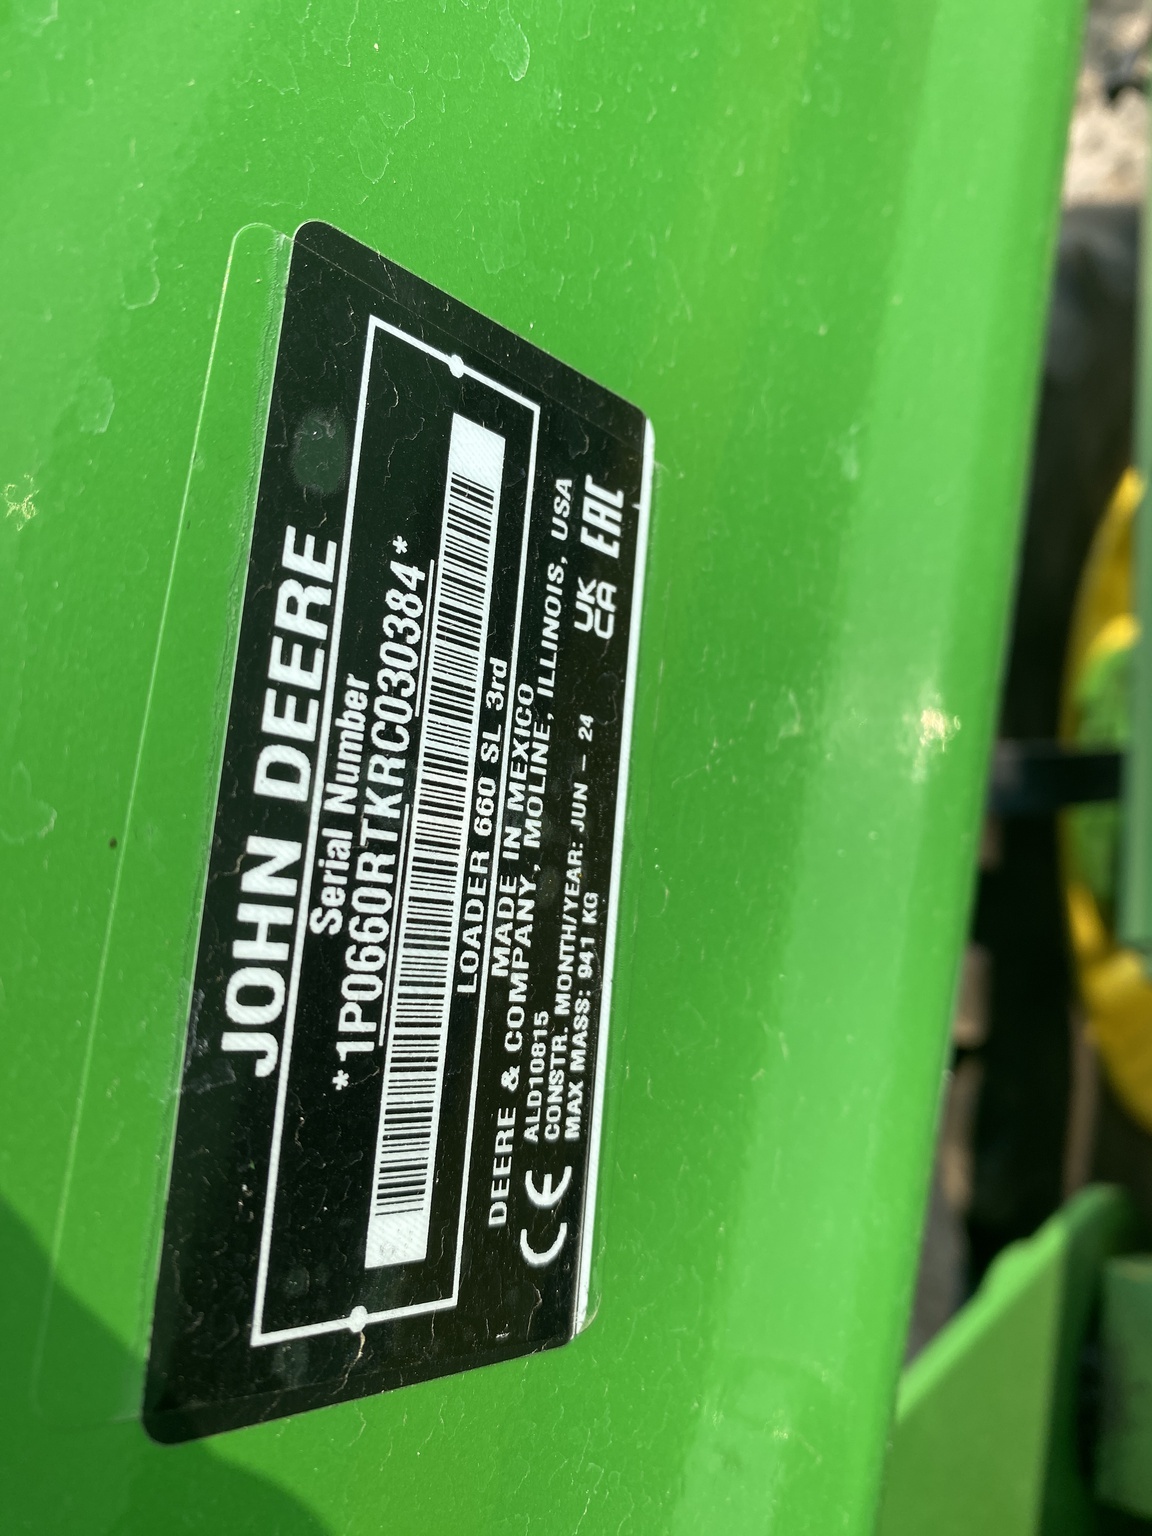 JOHN DEERE
Serial Number
*1P0660RTKRC030384*
LOADER 660 SL 3rd
MADE IN MEXICO
DEERE & COMPANY, MOLINE, ILLINOIS, USA
CE
ALD10815
CONSTR. MONTH/YEAR: JUN - 24
MAX MASS: 941 KG
UK
CA
EAC